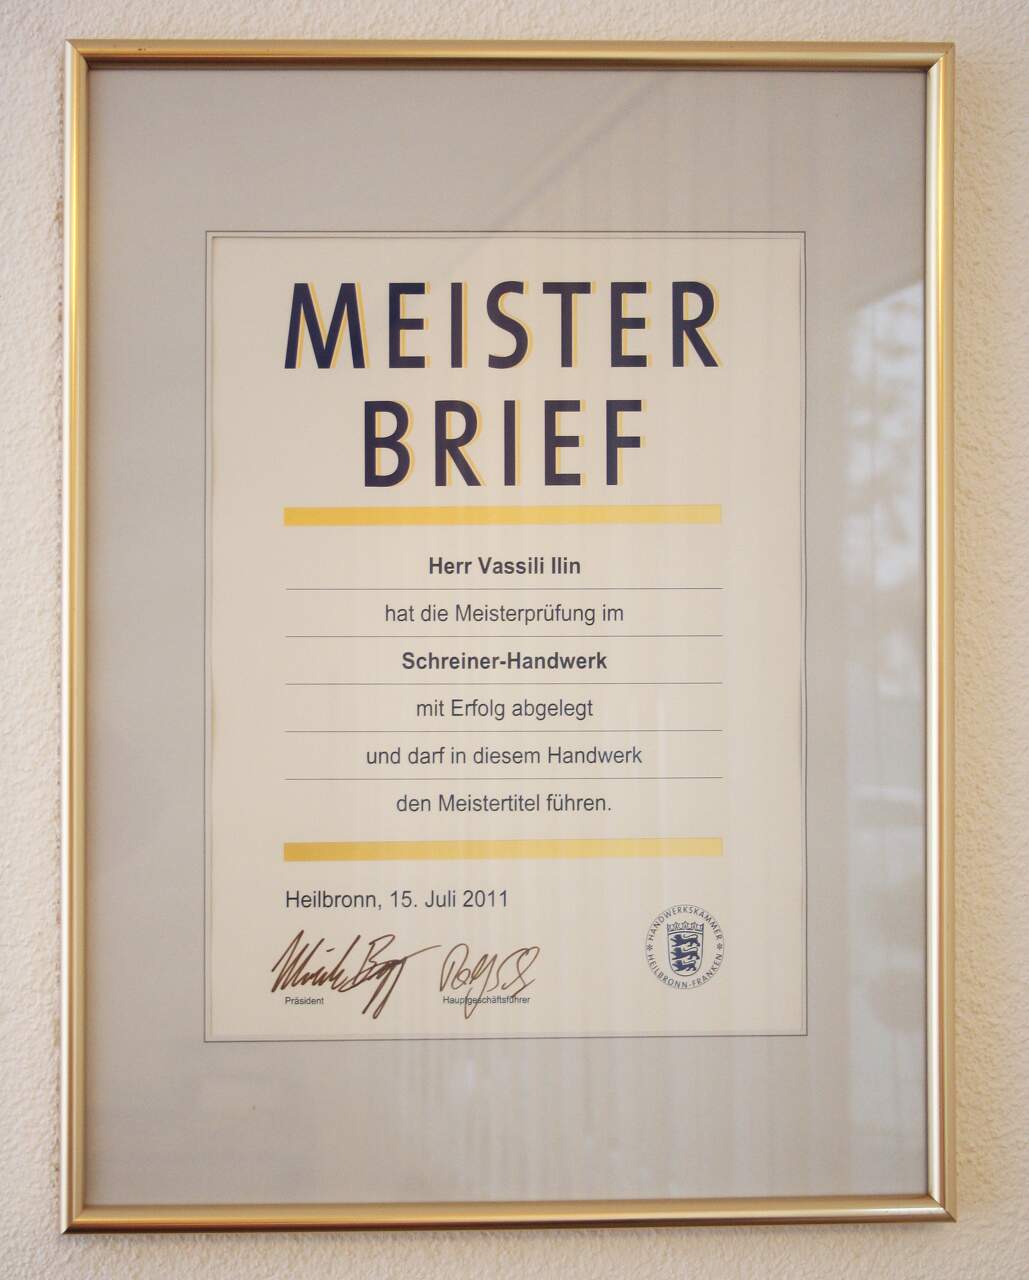 MEISTER
BRIEF
Herr Vassili Ilin
hat die Meisterprüfung im
Schreiner-Handwerk
mit Erfolg abgelegt
und darf in diesem Handwerk
den Meistertitel führen.
Heilbronn, 15. Juli 2011
Präsident
Hauptgeschäftsführer
HANDWERKSKAMMER
HEILBRONN-FRANKEN